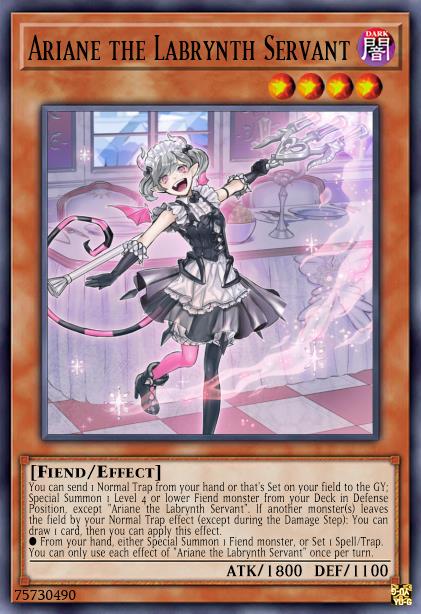 ARIANE THE LABRYNTH SERVANT
DARK
闇
[FIEND/EFFECT]
You can send 1 Normal Trap from your hand or that's Set on your field to the GY;
Special Summon 1 Level 4 or lower Fiend monster from your Deck in Defense
Position, except "Ariane the Labrynth Servant". If another monster(s) leaves
the field by your Normal Trap effect (except during the Damage Step): You can
draw 1 card, then you can apply this effect.
● From your hand, either Special Summon 1 Fiend monster, or Set 1 Spell/Trap.
You can only use each effect of "Ariane the Labrynth Servant" once per turn.
ATK/1800 DEF/1100
75730490